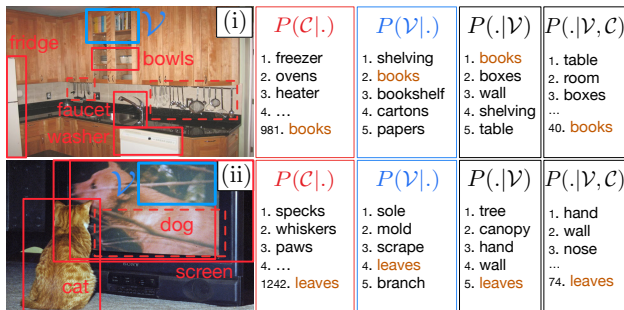 (i)
V
fridge
bowls
faucet
washer
P(C|.)
1. freezer
2. ovens
3. heater
4. ...
981. books
P(V|.)
1. shelving
2. books
3. bookshelf
4. cartons
5. papers
P(.|V)
1. books
2. boxes
3. wall
4. shelving
5. table
P(.|V, C)
1. table
2. room
3. boxes
...
40. books
(ii)
V
dog
screen
cat
SONY
P(C|.)
1. specks
2. whiskers
3. paws
4. ...
1242. leaves
P(V|.)
1. sole
2. mold
3. scrape
4. leaves
5. branch
P(.|V)
1. tree
2. canopy
3. hand
4. wall
5. leaves
P(.|V, C)
1. hand
2. wall
3. nose
...
74. leaves